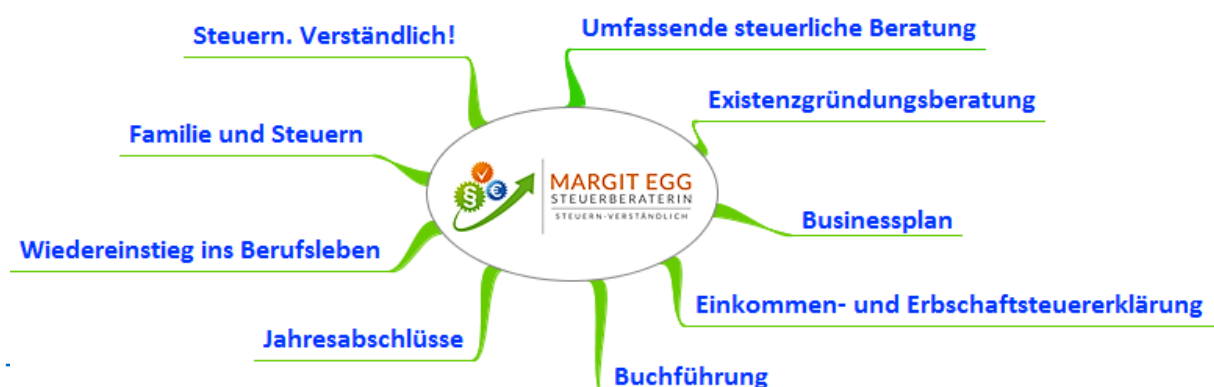 Steuern. Verständlich!
Umfassende steuerliche Beratung
Existenzgründungsberatung
Familie und Steuern
MARGIT EGG
STEUERBERATERIN
STEUERN-VERSTÄNDLICH
§
€
Businessplan
Wiedereinstieg ins Berufsleben
Einkommen- und Erbschaftsteuererklärung
Jahresabschlüsse
Buchführung